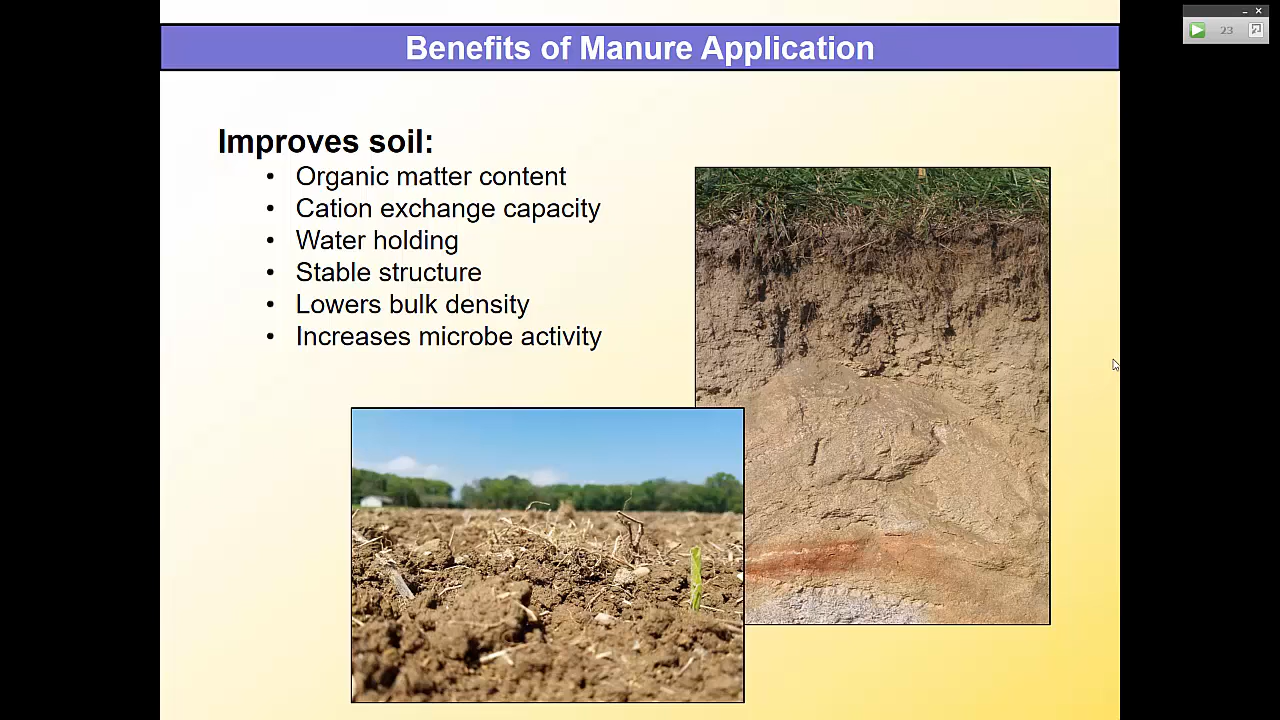 Benefits of Manure Application
23
Improves soil:
• Organic matter content
• Cation exchange capacity
• Water holding
• Stable structure
• Lowers bulk density
• Increases microbe activity